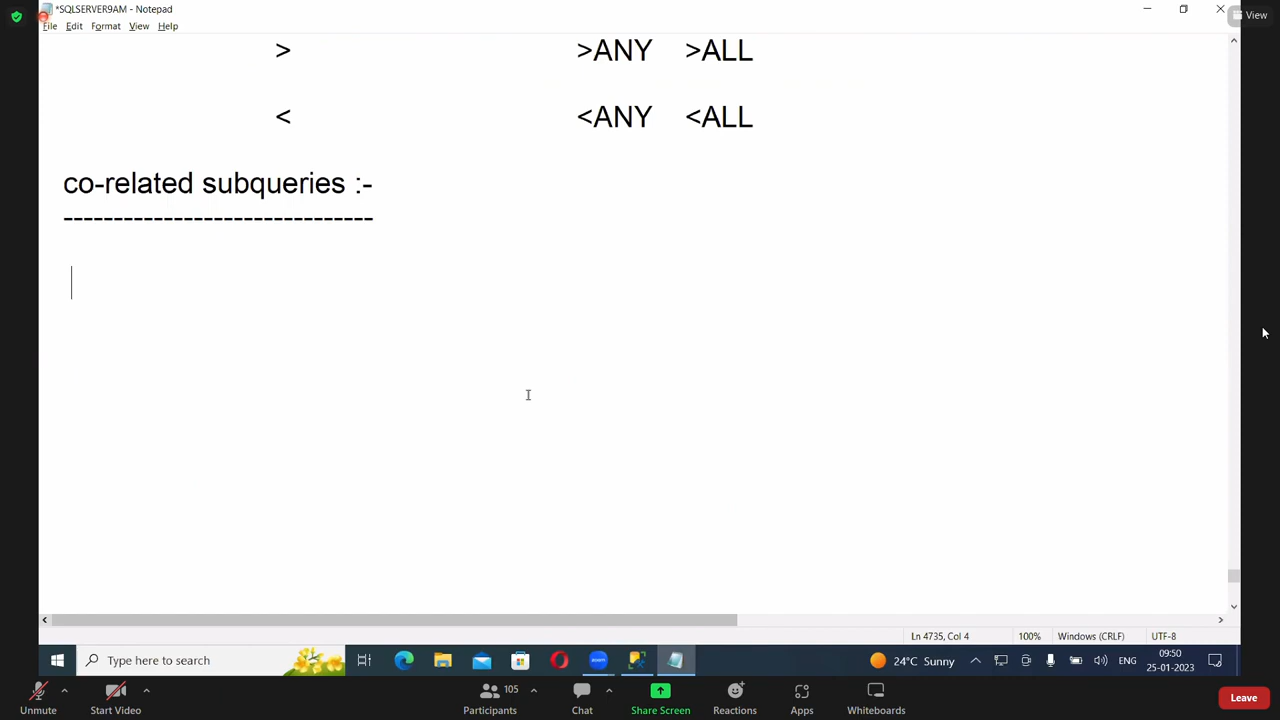 *SQLSERVER9AM - Notepad
View
File Edit Format View Help
> >ANY >ALL
< <ANY <ALL
co-related subqueries :-
-------------------------------
Ln 4735, Col 4 100% Windows (CRLF) UTF-8
Type here to search
24°C Sunny
ENG
09:50
25-01-2023
Unmute
Start Video
105
Participants
Chat
Share Screen
Reactions
Apps
Whiteboards
Leave